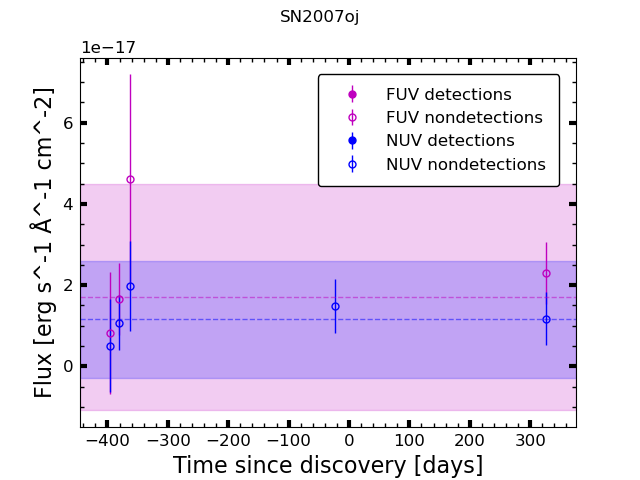 SN2007oj
1e−17
FUV detections
FUV nondetections
NUV detections
NUV nondetections
6
4
2
0
Flux [erg s^-1 Å^-1 cm^-2]
−400 −300 −200 −100 0 100 200 300
Time since discovery [days]